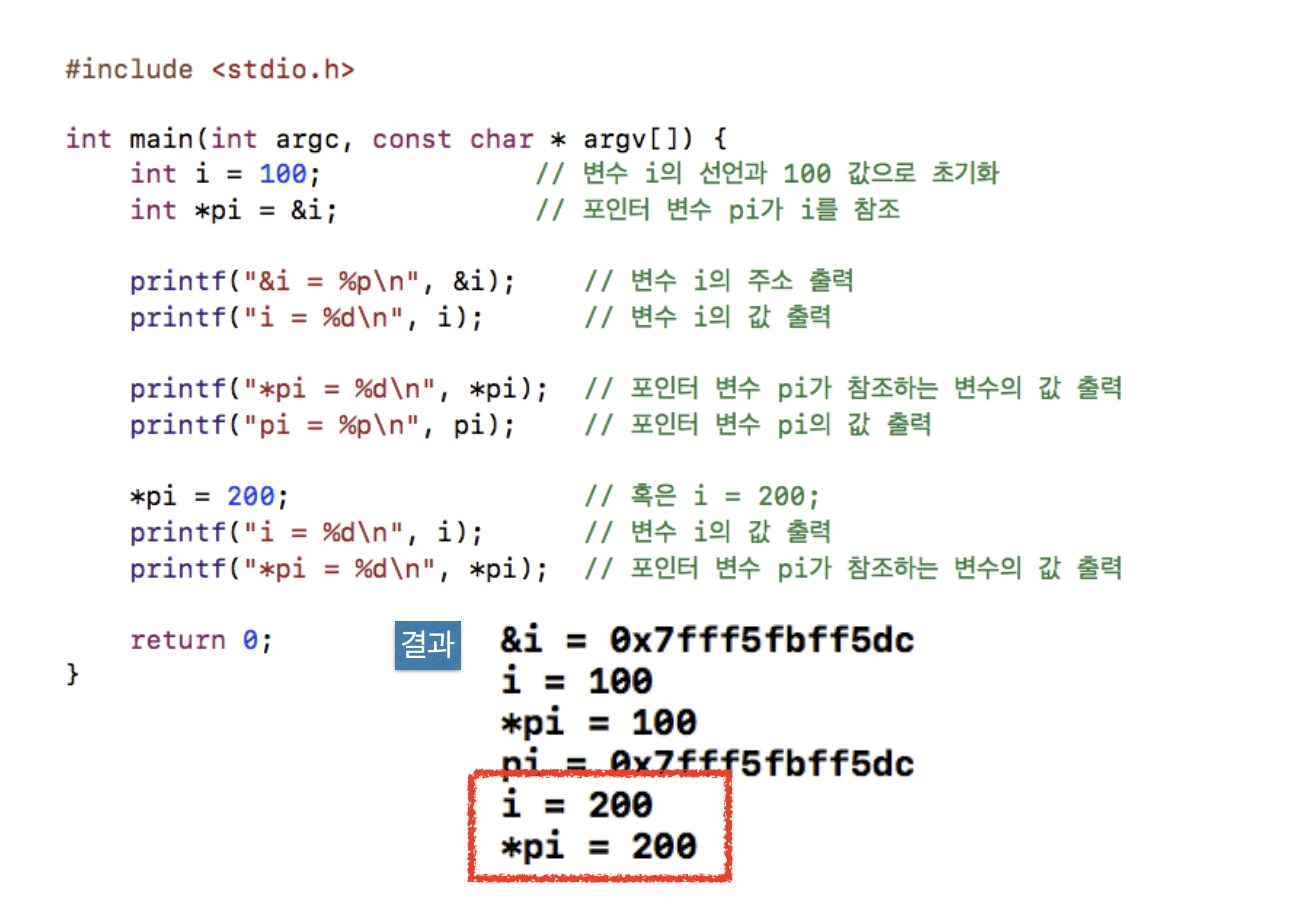 #include <stdio.h>
int main(int argc, const char * argv[]) {
int i = 100; // 변수 i의 선언과 100 값으로 초기화
int *pi = &i; // 포인터 변수 pi가 i를 참조
printf("&i = %p\n", &i); // 변수 i의 주소 출력
printf("i = %d\n", i); // 변수 i의 값 출력
printf("*pi = %d\n", *pi); // 포인터 변수 pi가 참조하는 변수의 값 출력
printf("pi = %p\n", pi); // 포인터 변수 pi의 값 출력
*pi = 200; // 혹은 i = 200;
printf("i = %d\n", i); // 변수 i의 값 출력
printf("*pi = %d\n", *pi); // 포인터 변수 pi가 참조하는 변수의 값 출력
return 0;
}
결과
&i = 0x7fff5fbff5dc
i = 100
*pi = 100
pi = 0x7fff5fbff5dc
i = 200
*pi = 200